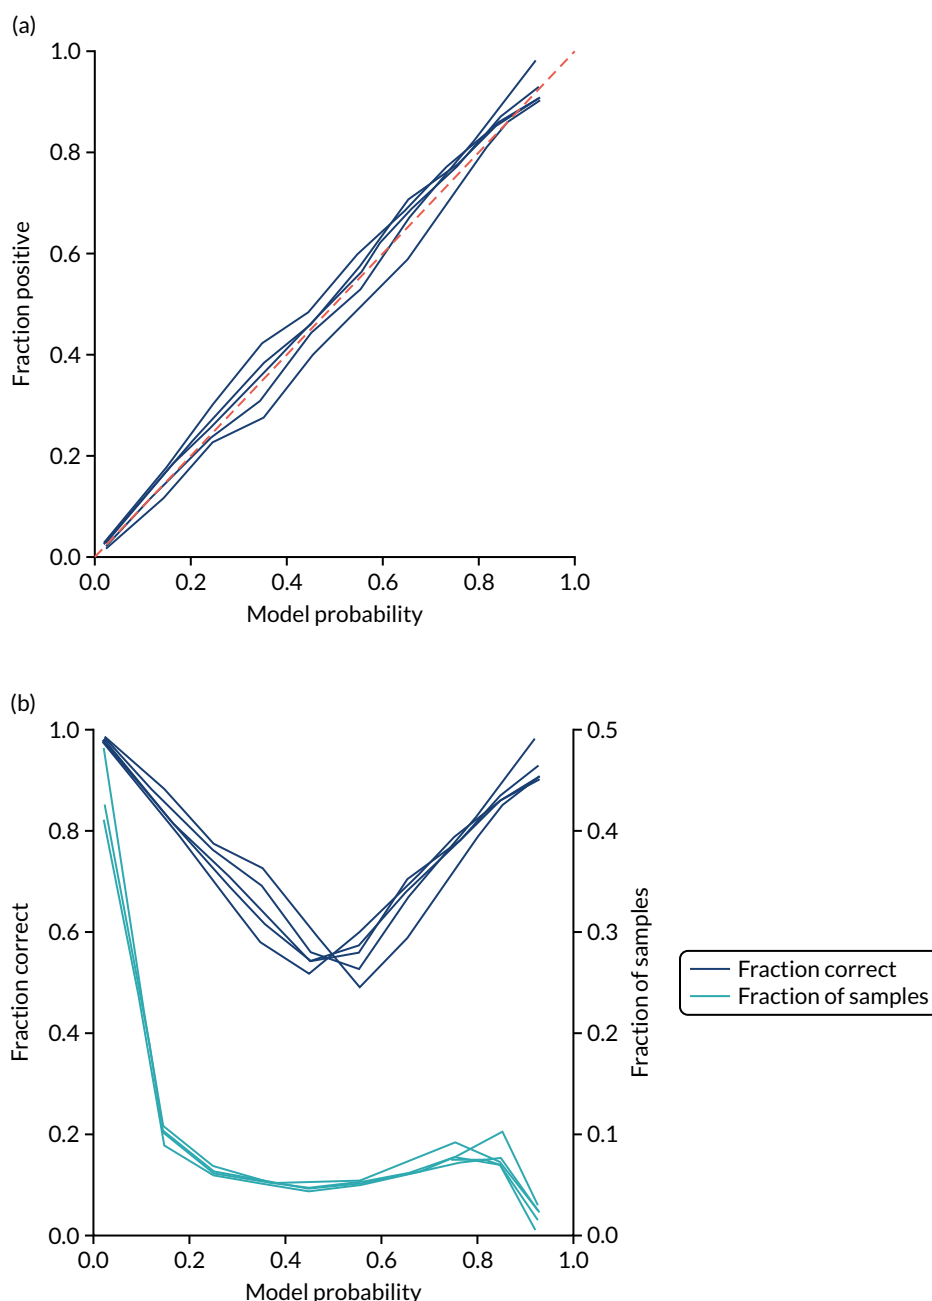 (a)
1.0
0.8
0.6
0.4
0.2
0.0
Fraction positive
0.0 0.2 0.4 0.6 0.8 1.0
Model probability
(b)
1.0
0.8
0.6
0.4
0.2
0.0
Fraction correct
0.5
0.4
0.3
0.2
0.1
0.0
Fraction of samples
0.0 0.2 0.4 0.6 0.8 1.0
Model probability
Fraction correct
Fraction of samples